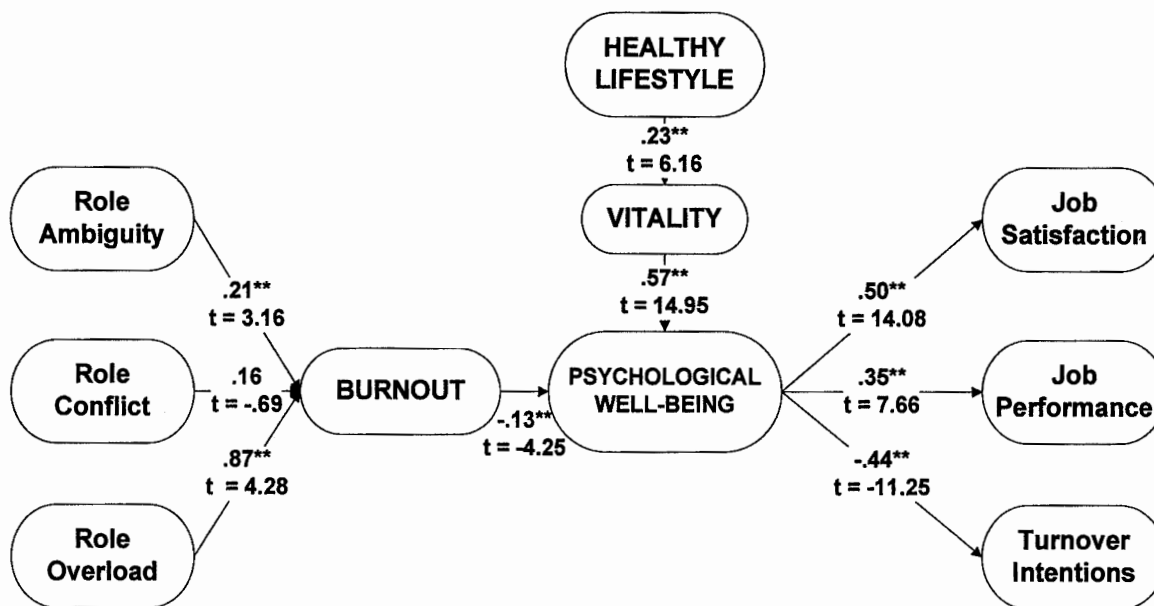 HEALTHY
LIFESTYLE
.23**
t = 6.16
Role
Ambiguity
VITALITY
Job
Satisfaction
.21**
t = 3.16
.57**
t = 14.95
.50**
t = 14.08
Role
Conflict
.16
t = -.69
BURNOUT
-.13**
t = -4.25
PSYCHOLOGICAL
WELL-BEING
.35**
t = 7.66
Job
Performance
.87**
t = 4.28
-.44**
t = -11.25
Role
Overload
Turnover
Intentions